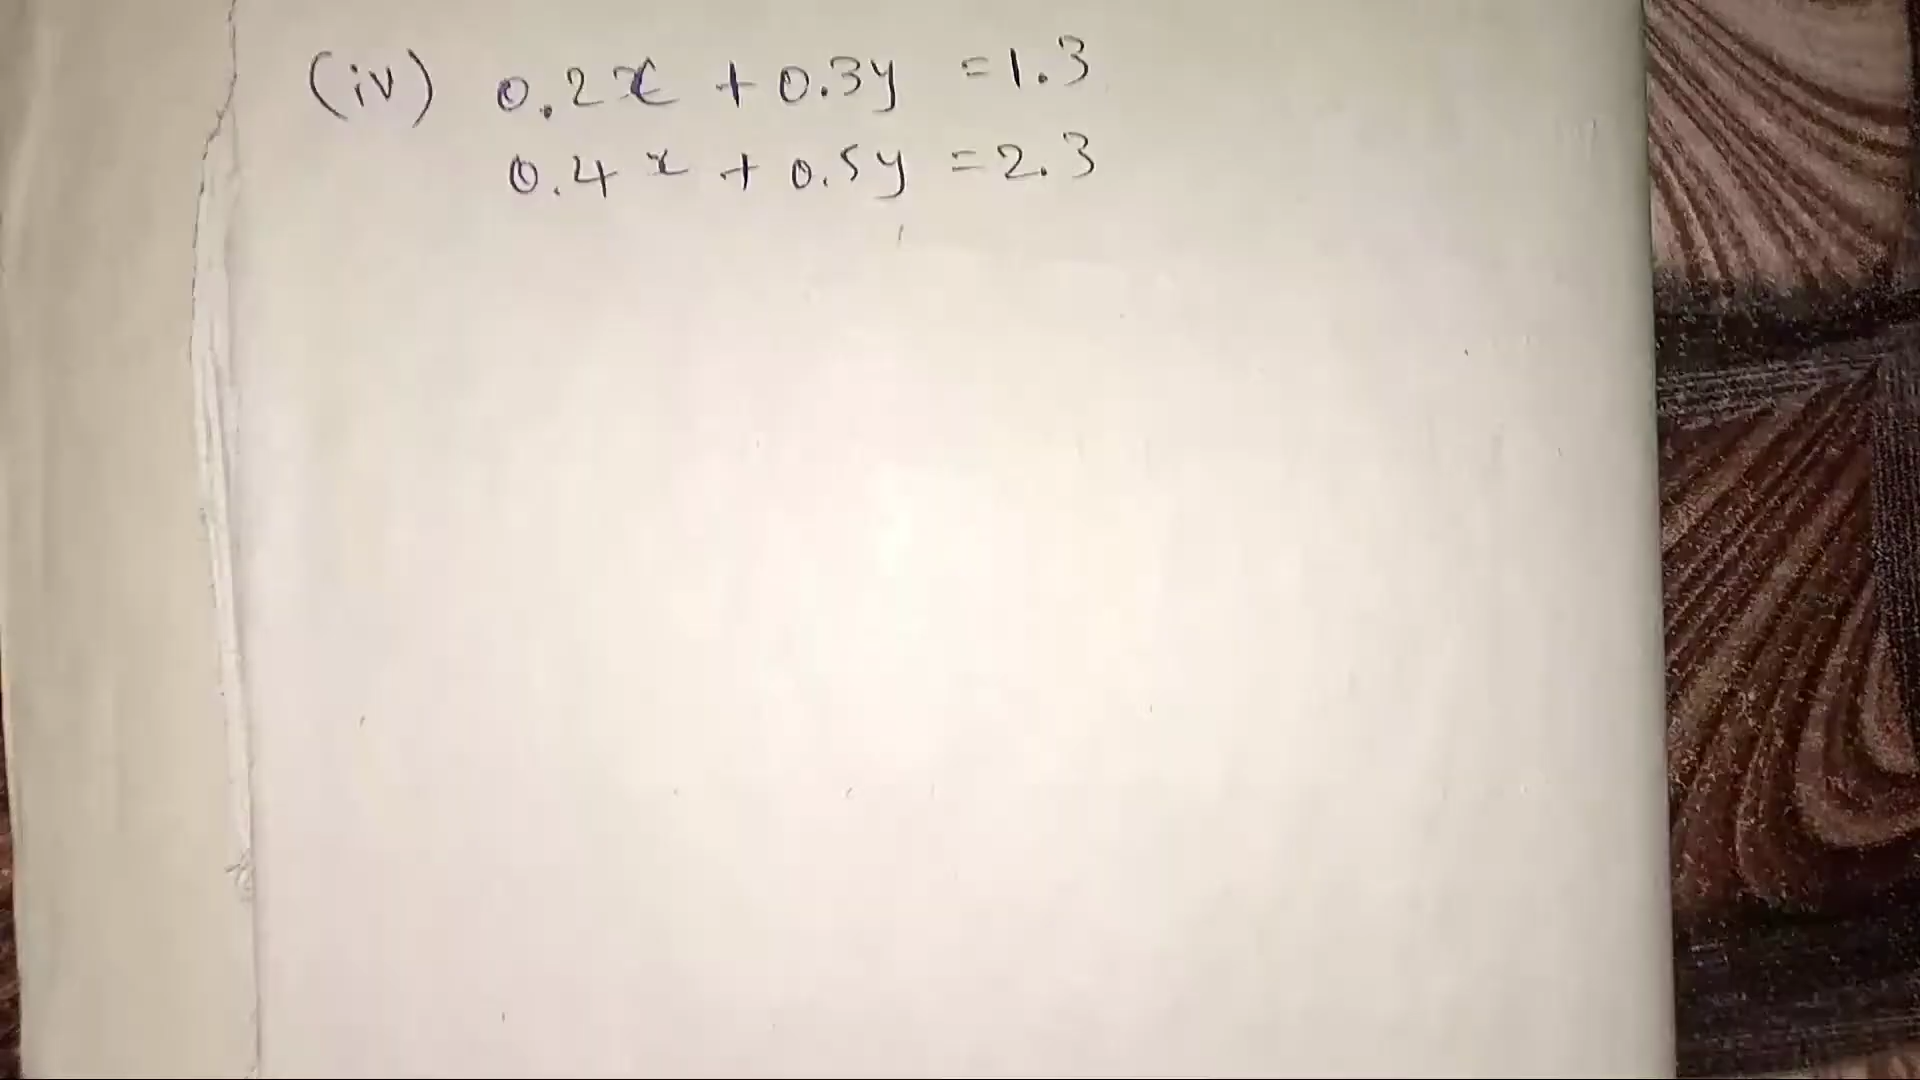 (iv) 0.2x + 0.3y = 1.3
0.4x + 0.5y = 2.3